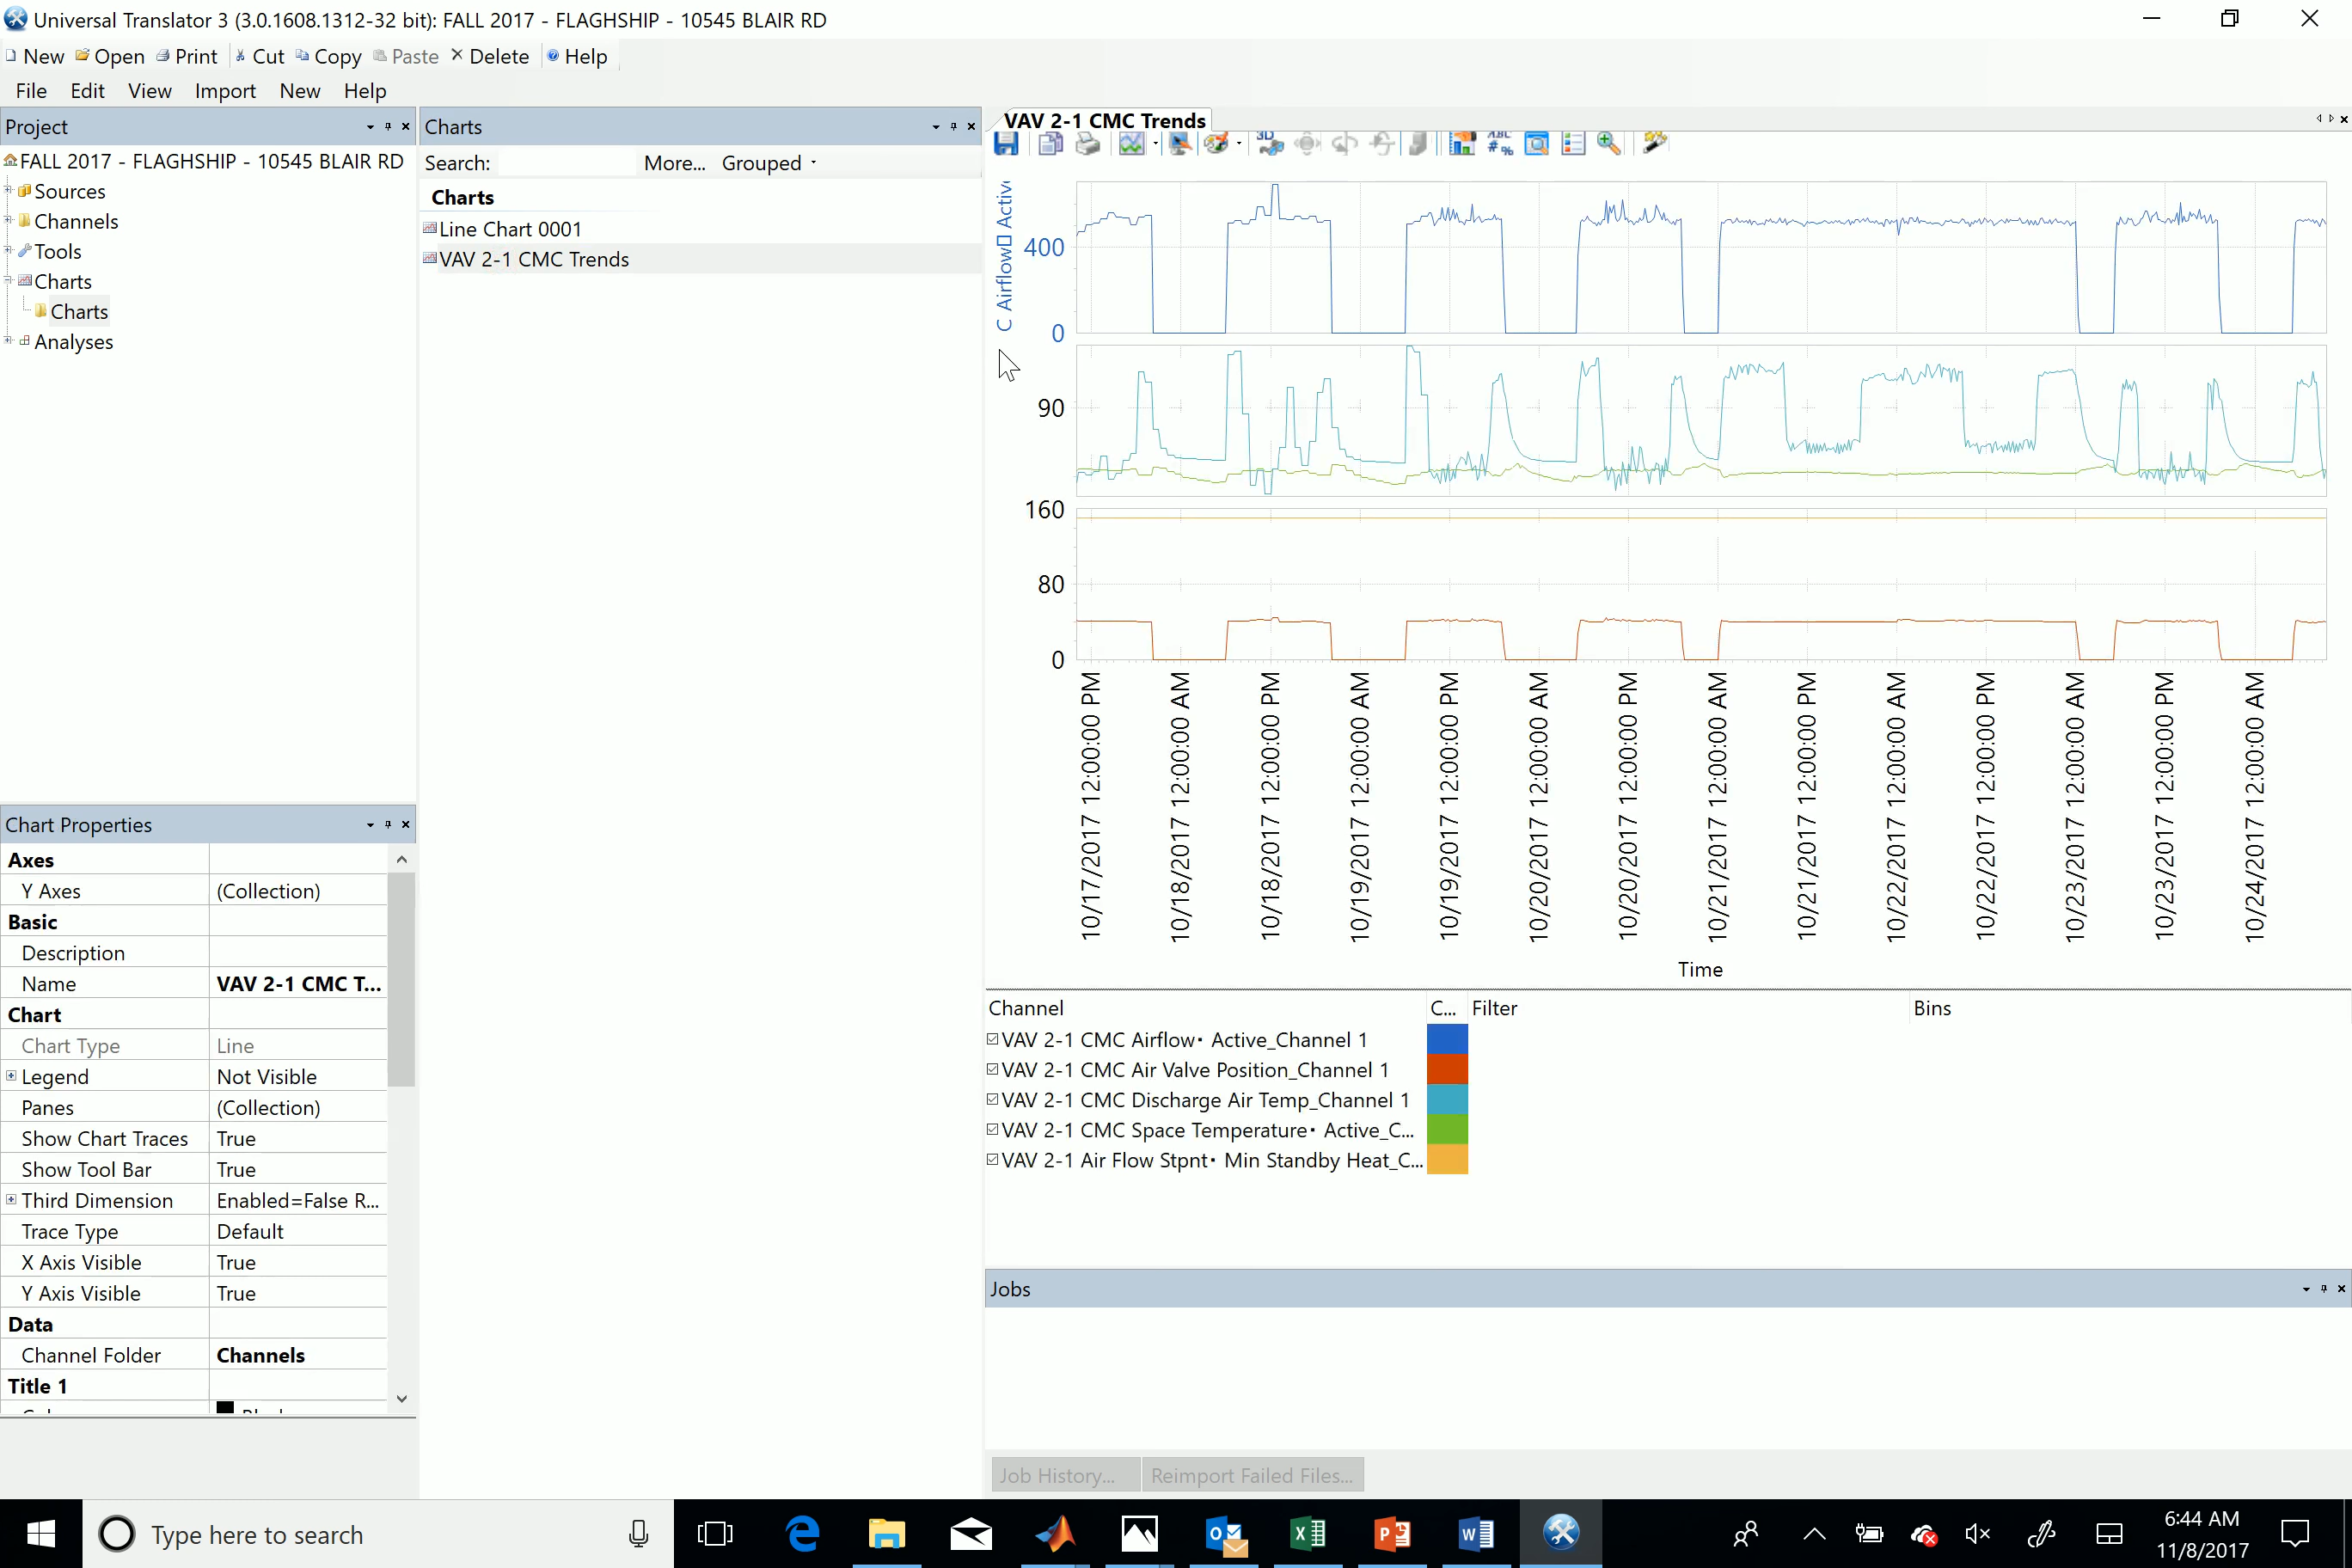 Universal Translator 3 (3.0.1608.1312-32 bit): FALL 2017 - FLAGHSHIP - 10545 BLAIR RD
New Open Print Cut Copy Paste Delete Help
File Edit View Import New Help
Project
FALL 2017 - FLAGHSHIP - 10545 BLAIR RD
Sources
Channels
Tools
Charts
Charts
Analyses
Charts
Search: More... Grouped
Charts
Line Chart 0001
VAV 2-1 CMC Trends
VAV 2-1 CMC Trends
3D
ABC
#%
C Airflow▯ Active
400
0
90
160
80
0
10/17/2017 12:00:00 PM
10/18/2017 12:00:00 AM
10/18/2017 12:00:00 PM
10/19/2017 12:00:00 AM
10/19/2017 12:00:00 PM
10/20/2017 12:00:00 AM
10/20/2017 12:00:00 PM
10/21/2017 12:00:00 AM
10/21/2017 12:00:00 PM
10/22/2017 12:00:00 AM
10/22/2017 12:00:00 PM
10/23/2017 12:00:00 AM
10/23/2017 12:00:00 PM
10/24/2017 12:00:00 AM
Time
Chart Properties
Axes
Y Axes (Collection)
Basic
Description
Name VAV 2-1 CMC T...
Chart
Chart Type Line
Legend Not Visible
Panes (Collection)
Show Chart Traces True
Show Tool Bar True
Third Dimension Enabled=False R...
Trace Type Default
X Axis Visible True
Y Axis Visible True
Data
Channel Folder Channels
Title 1
Channel C... Filter Bins
VAV 2-1 CMC Airflow· Active_Channel 1
VAV 2-1 CMC Air Valve Position_Channel 1
VAV 2-1 CMC Discharge Air Temp_Channel 1
VAV 2-1 CMC Space Temperature· Active_C...
VAV 2-1 Air Flow Stpnt· Min Standby Heat_C...
Jobs
Job History... Reimport Failed Files...
Type here to search
6:44 AM
11/8/2017